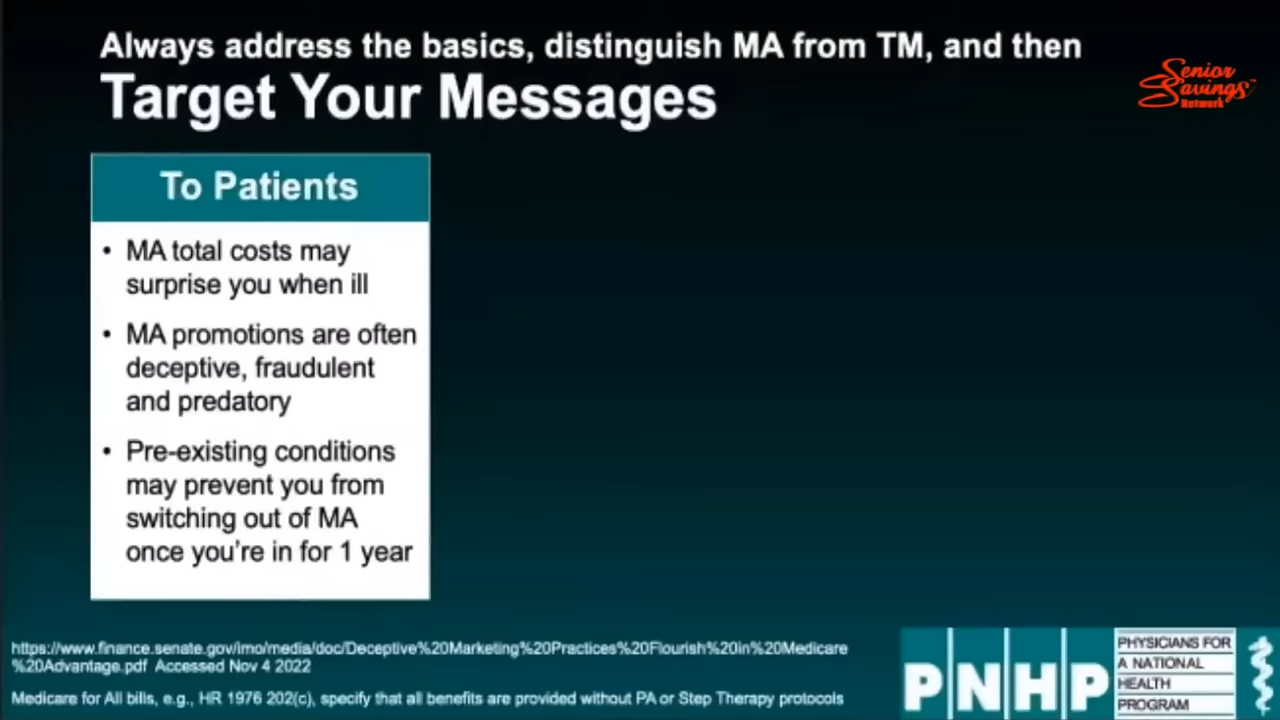 Always address the basics, distinguish MA from TM, and then
Target Your Messages
Senior
Savings
Network
To Patients
• MA total costs may
surprise you when ill
• MA promotions are often
deceptive, fraudulent
and predatory
• Pre-existing conditions
may prevent you from
switching out of MA
once you're in for 1 year
https://www.finance.senate.gov/imo/media/doc/Deceptive%20Marketing%20Practices%20Flourish%20in%20Medicare
%20Advantage.pdf Accessed Nov 4 2022
Medicare for All bills, e.g., HR 1976 202(c), specify that all benefits are provided without PA or Step Therapy protocols
PNHP
PHYSICIANS FOR
A NATIONAL
HEALTH
PROGRAM